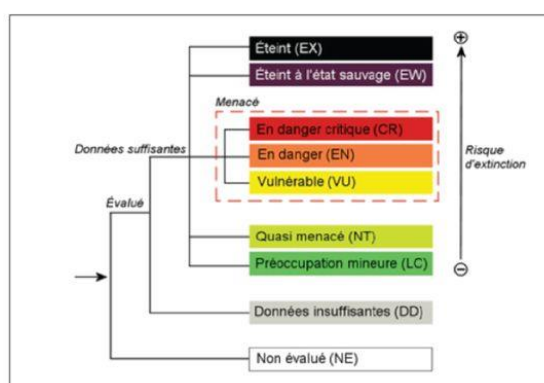 Éteint (EX)
Éteint à l'état sauvage (EW)
Menacé
En danger critique (CR)
Données suffisantes
En danger (EN)
Risque
d'extinction
Vulnérable (VU)
Évalué
Quasi menacé (NT)
Préoccupation mineure (LC)
Données insuffisantes (DD)
Non évalué (NE)